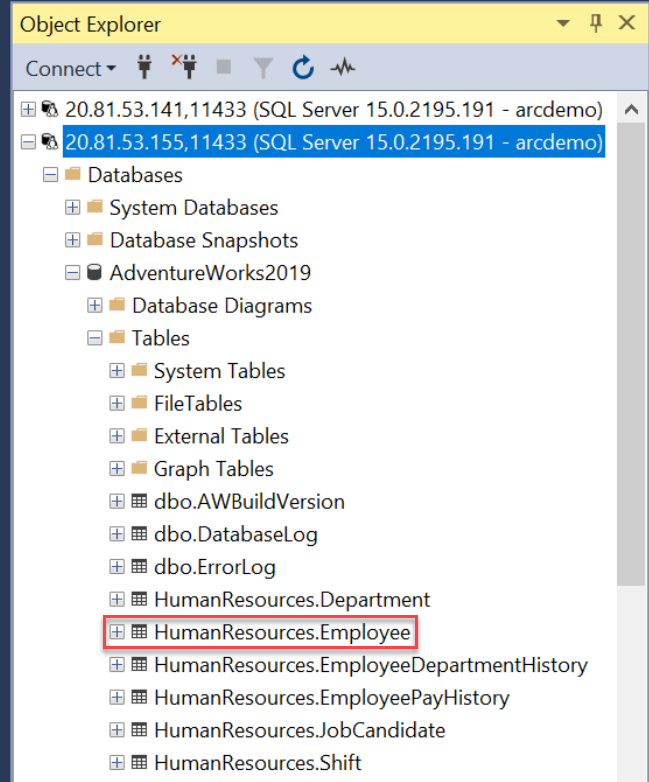 Object Explorer
Connect
20.81.53.141,11433 (SQL Server 15.0.2195.191 - arcdemo)
20.81.53.155,11433 (SQL Server 15.0.2195.191 - arcdemo)
Databases
System Databases
Database Snapshots
AdventureWorks2019
Database Diagrams
Tables
System Tables
FileTables
External Tables
Graph Tables
dbo.AWBuildVersion
dbo.DatabaseLog
dbo.ErrorLog
HumanResources.Department
HumanResources.Employee
HumanResources.EmployeeDepartmentHistory
HumanResources.EmployeePayHistory
HumanResources.JobCandidate
HumanResources.Shift